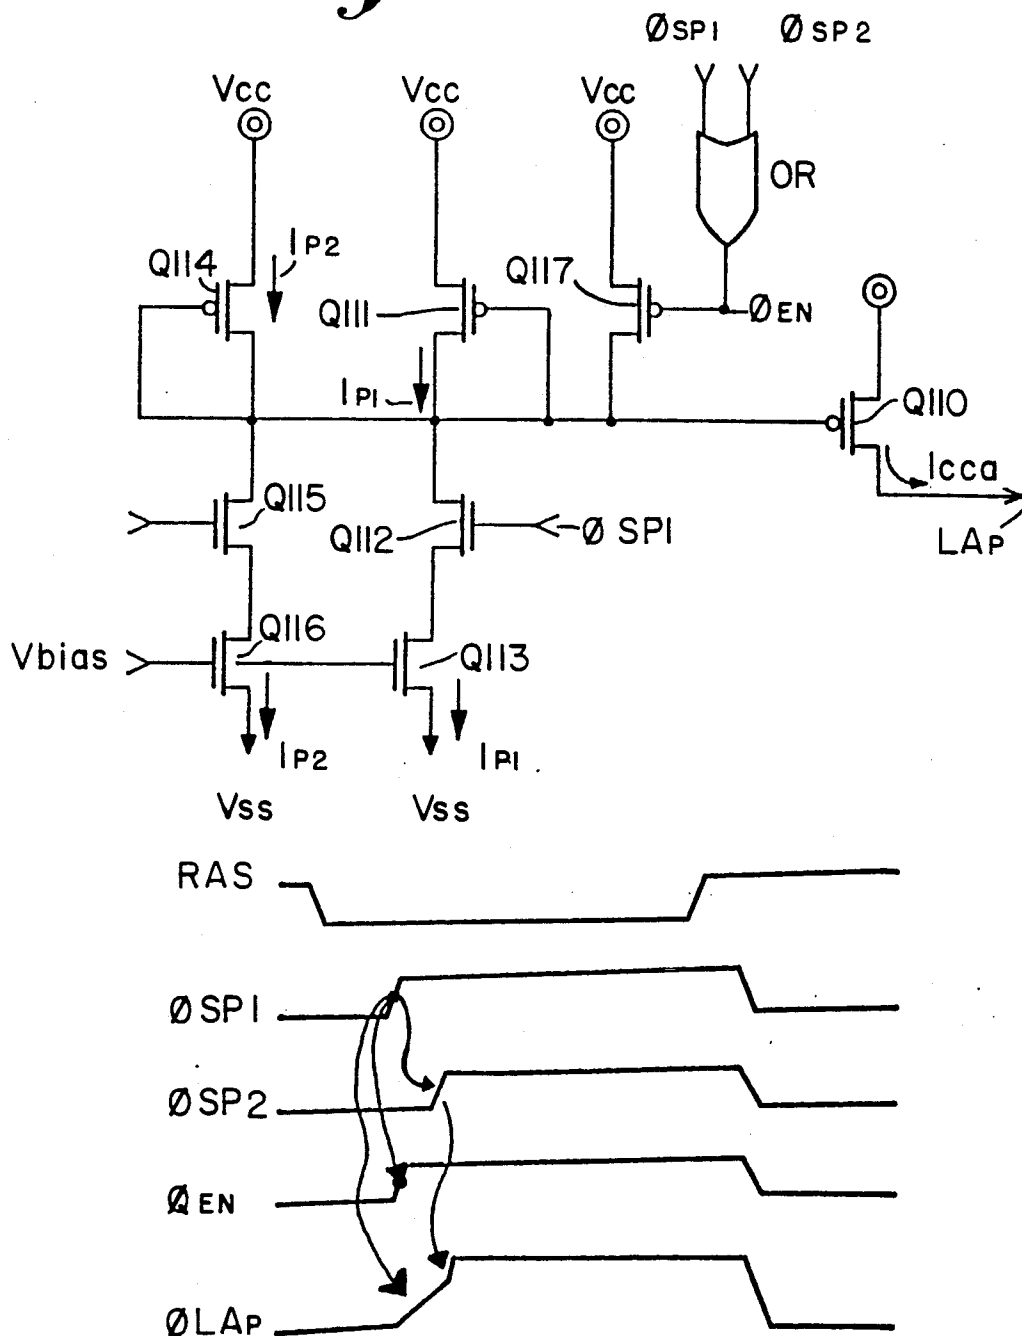 ØSP1 ØSP2
Vcc Vcc Vcc
OR
Q114 IP2 Q111 Q117 ØEN
IP1 Q110
Icca
Q115 Q112 Ø SP1
LAP
Vbias Q116 Q113
IP2 IP1
Vss Vss
RAS
ØSP1
ØSP2
ØEN
ØLAP